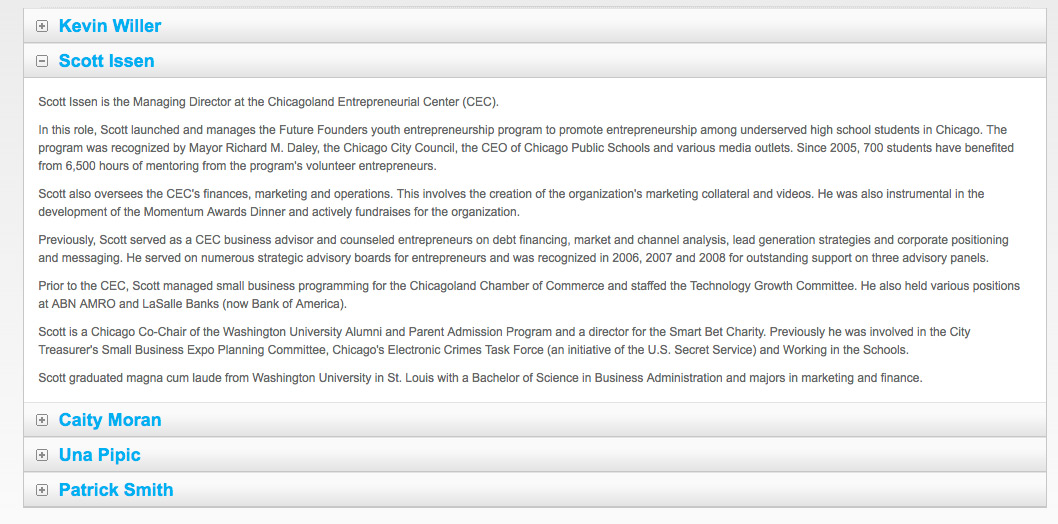 Kevin Willer
Scott Issen
Scott Issen is the Managing Director at the Chicagoland Entrepreneurial Center (CEC).
In this role, Scott launched and manages the Future Founders youth entrepreneurship program to promote entrepreneurship among underserved high school students in Chicago. The
program was recognized by Mayor Richard M. Daley, the Chicago City Council, the CEO of Chicago Public Schools and various media outlets. Since 2005, 700 students have benefited
from 6,500 hours of mentoring from the program's volunteer entrepreneurs.
Scott also oversees the CEC's finances, marketing and operations. This involves the creation of the organization's marketing collateral and videos. He was also instrumental in the
development of the Momentum Awards Dinner and actively fundraises for the organization.
Previously, Scott served as a CEC business advisor and counseled entrepreneurs on debt financing, market and channel analysis, lead generation strategies and corporate positioning
and messaging. He served on numerous strategic advisory boards for entrepreneurs and was recognized in 2006, 2007 and 2008 for outstanding support on three advisory panels.
Prior to the CEC, Scott managed small business programming for the Chicagoland Chamber of Commerce and staffed the Technology Growth Committee. He also held various positions
at ABN AMRO and LaSalle Banks (now Bank of America).
Scott is a Chicago Co-Chair of the Washington University Alumni and Parent Admission Program and a director for the Smart Bet Charity. Previously he was involved in the City
Treasurer's Small Business Expo Planning Committee, Chicago's Electronic Crimes Task Force (an initiative of the U.S. Secret Service) and Working in the Schools.
Scott graduated magna cum laude from Washington University in St. Louis with a Bachelor of Science in Business Administration and majors in marketing and finance.
Caity Moran
Una Pipic
Patrick Smith